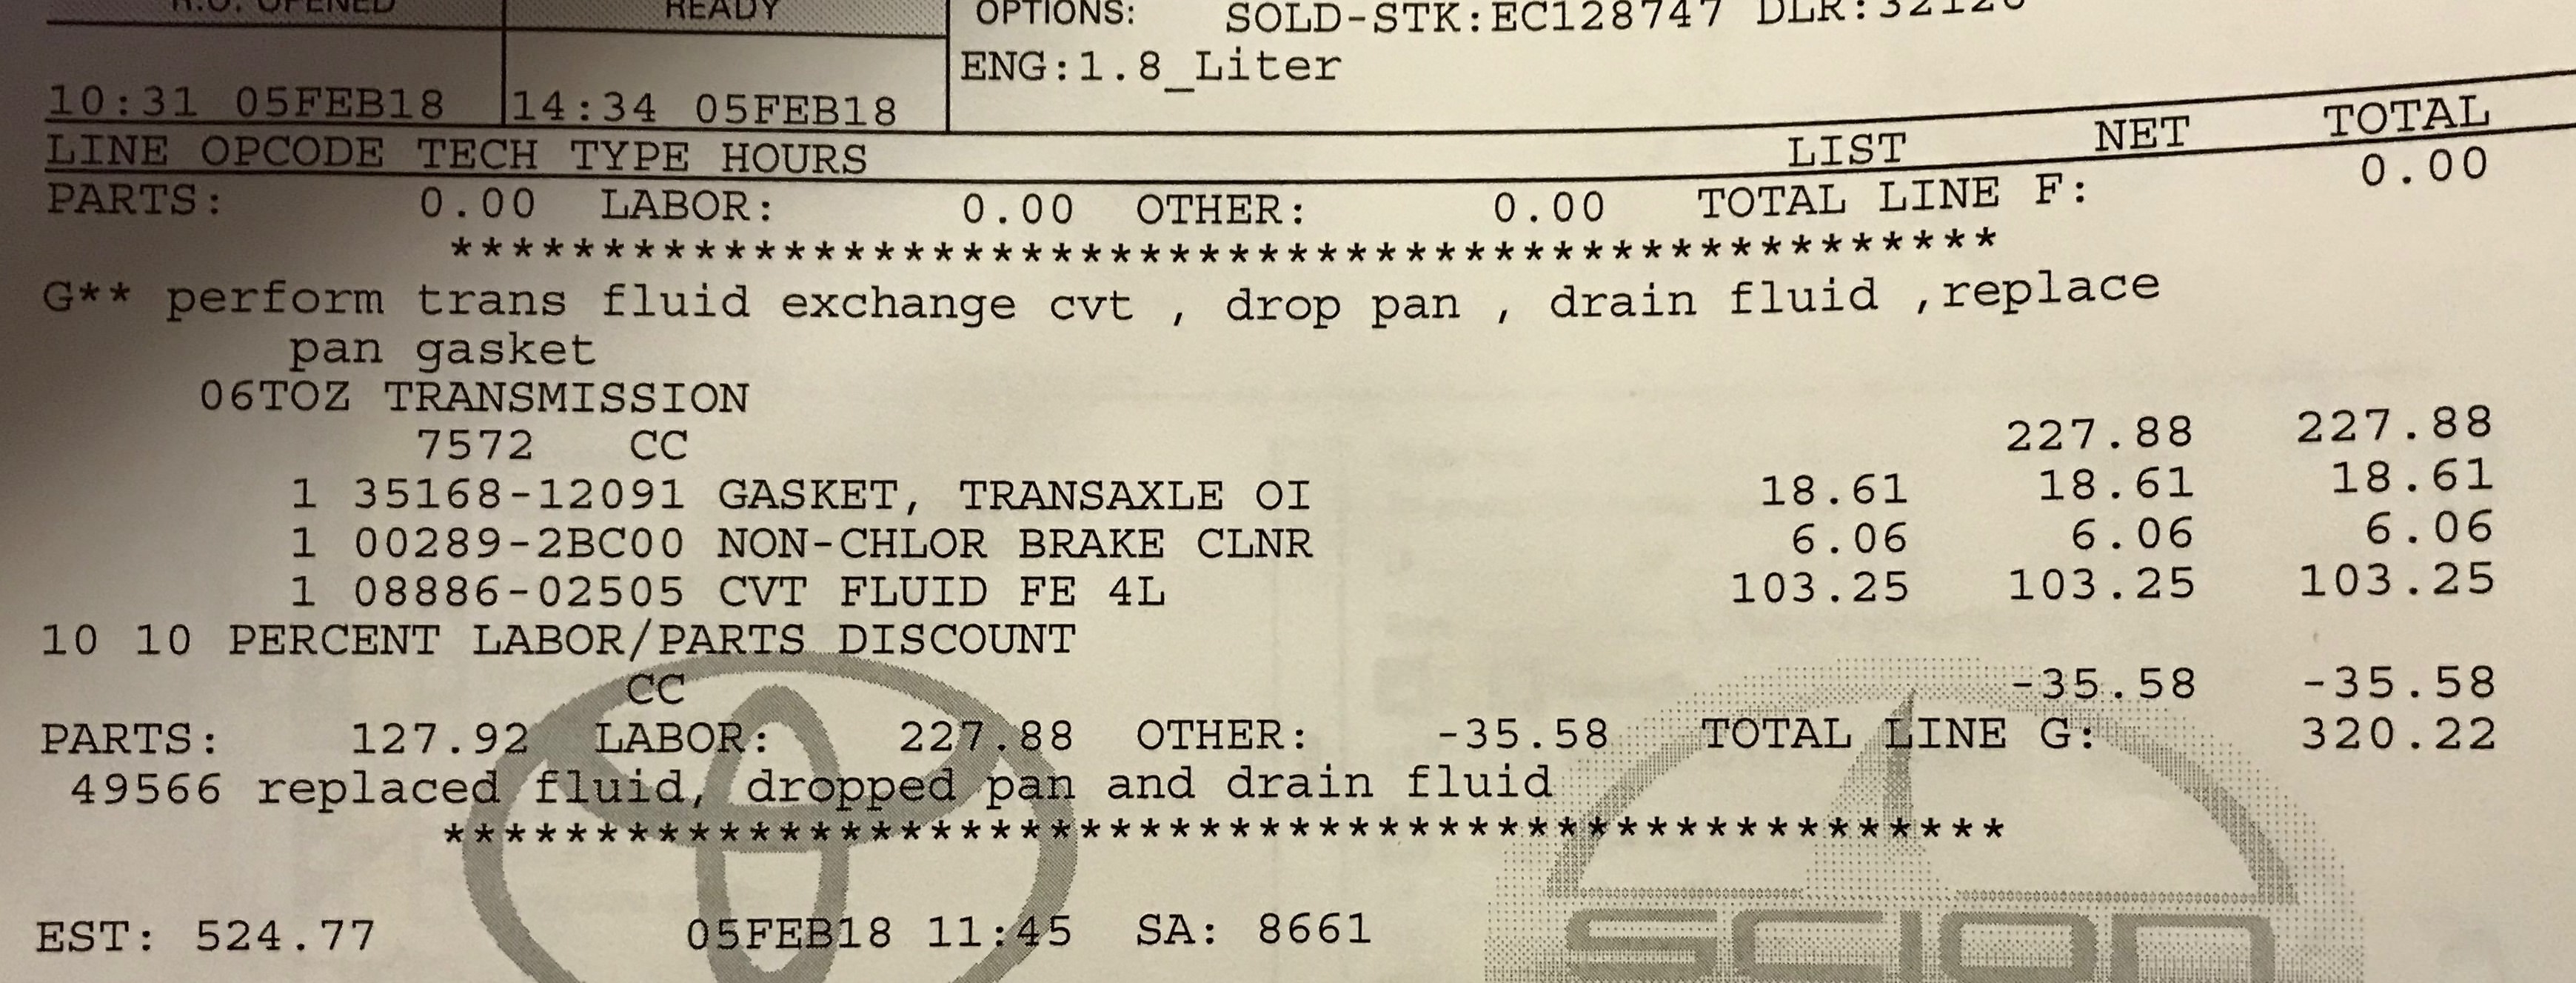 R.O. OPENED READY OPTIONS: SOLD-STK:EC128747 DLR:32126
ENG:1.8_Liter
10:31 05FEB18 14:34 05FEB18
LINE OPCODE TECH TYPE HOURS LIST NET TOTAL
PARTS: 0.00 LABOR: 0.00 OTHER: 0.00 TOTAL LINE F: 0.00
****************************************************
G** perform trans fluid exchange cvt , drop pan , drain fluid ,replace
pan gasket
06TOZ TRANSMISSION
7572 CC 227.88 227.88
1 35168-12091 GASKET, TRANSAXLE OI 18.61 18.61 18.61
1 00289-2BC00 NON-CHLOR BRAKE CLNR 6.06 6.06 6.06
1 08886-02505 CVT FLUID FE 4L 103.25 103.25 103.25
10 10 PERCENT LABOR/PARTS DISCOUNT
CC -35.58 -35.58
PARTS: 127.92 LABOR: 227.88 OTHER: -35.58 TOTAL LINE G: 320.22
49566 replaced fluid, dropped pan and drain fluid
****************************************************
EST: 524.77 05FEB18 11:45 SA: 8661
SCION